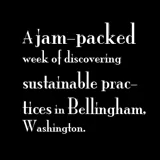 A jam-packed
week of discovering
sustainable prac-
tices in Bellingham,
Washington.